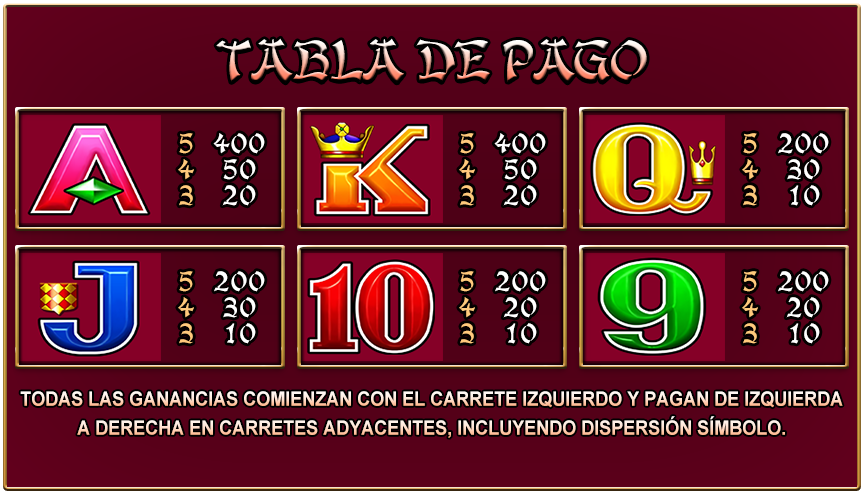 TABLA DE PAGO
A 5 400 K 5 400 Q 5 200
4 50 4 50 4 30
3 20 3 20 3 10
J 5 200 10 5 200 9 5 200
4 30 4 20 4 20
3 10 3 10 3 10
TODAS LAS GANANCIAS COMIENZAN CON EL CARRETE IZQUIERDO Y PAGAN DE IZQUIERDA
A DERECHA EN CARRETES ADYACENTES, INCLUYENDO DISPERSIÓN SÍMBOLO.